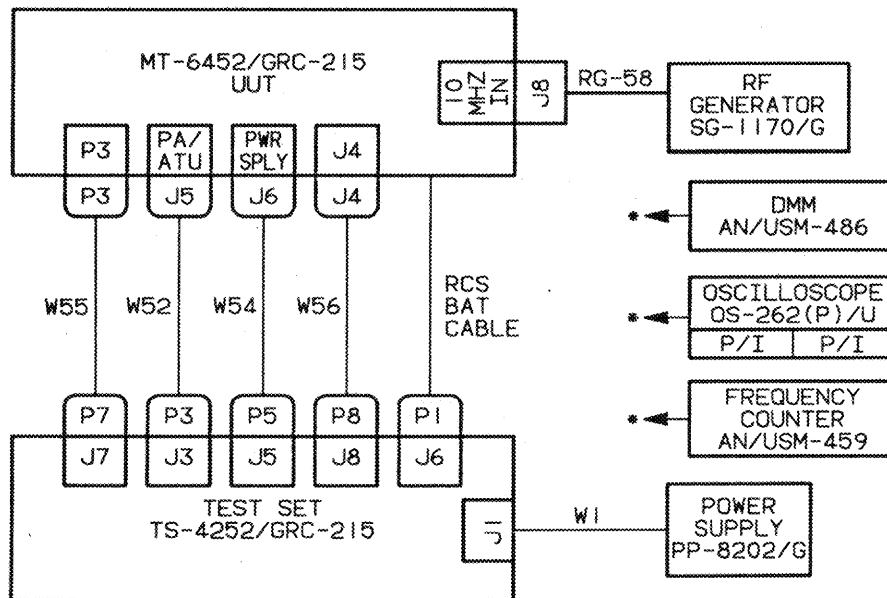 MT-6452/GRC-215
UUT
10
MHZ
IN
J8
RG-58
RF
GENERATOR
SG-1170/G
P3
PA/
ATU
PWR
SPLY
J4
P3
J5
J6
J4
* DMM
AN/USM-486
W55
W52
W54
W56
RCS
BAT
CABLE
* OSCILLOSCOPE
OS-262(P)/U
P/I P/I
* FREQUENCY
COUNTER
AN/USM-459
P7
P3
P5
P8
P1
J7
J3
J5
J8
J6
TEST SET
TS-4252/GRC-215
J1
W1
POWER
SUPPLY
PP-8202/G